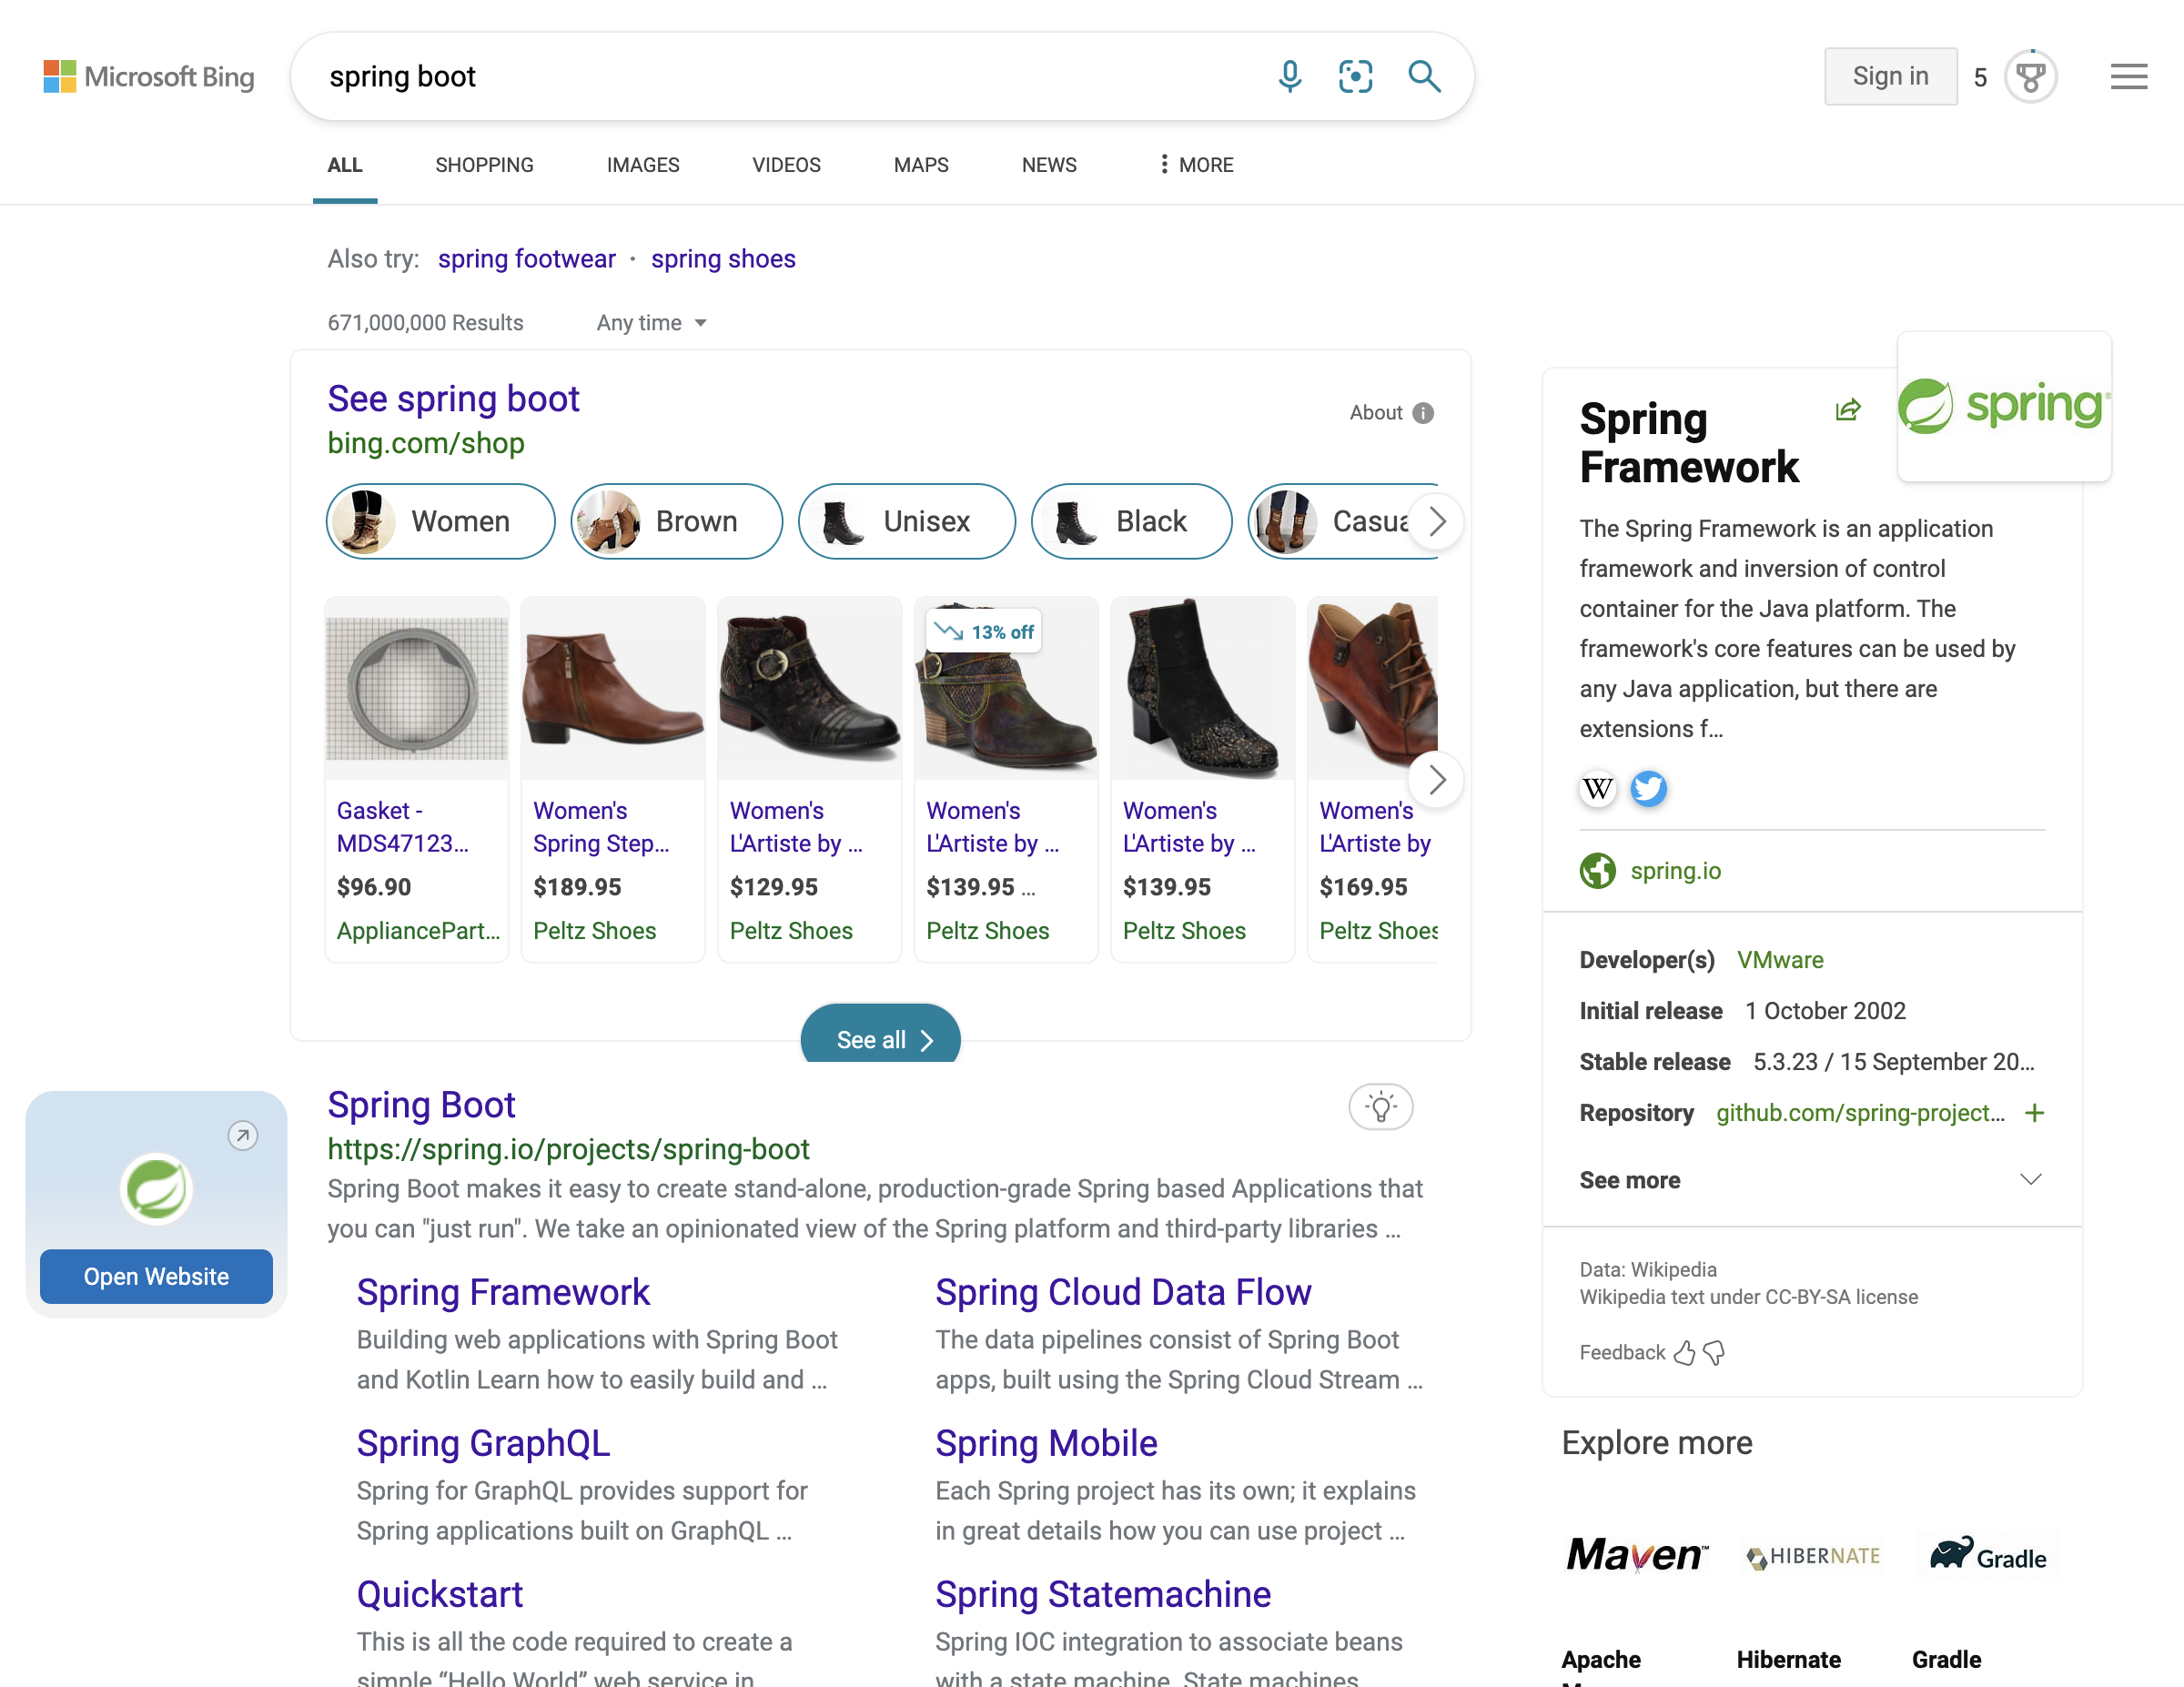 Microsoft Bing
spring boot
Sign in
5
ALL
SHOPPING
IMAGES
VIDEOS
MAPS
NEWS
MORE
Also try: spring footwear · spring shoes
671,000,000 Results
Any time
See spring boot
About
bing.com/shop
Women
Brown
Unisex
Black
Casua
13% off
Gasket -
MDS47123...
$96.90
AppliancePart...
Women's
Spring Step...
$189.95
Peltz Shoes
Women's
L'Artiste by ...
$129.95
Peltz Shoes
Women's
L'Artiste by ...
$139.95 ...
Peltz Shoes
Women's
L'Artiste by ...
$139.95
Peltz Shoes
Women's
L'Artiste by
$169.95
Peltz Shoes
See all
Open Website
Spring Boot
https://spring.io/projects/spring-boot
Spring Boot makes it easy to create stand-alone, production-grade Spring based Applications that
you can "just run". We take an opinionated view of the Spring platform and third-party libraries ...
Spring Framework
Building web applications with Spring Boot
and Kotlin Learn how to easily build and ...
Spring Cloud Data Flow
The data pipelines consist of Spring Boot
apps, built using the Spring Cloud Stream ...
Spring GraphQL
Spring for GraphQL provides support for
Spring applications built on GraphQL ...
Spring Mobile
Each Spring project has its own; it explains
in great details how you can use project ...
Quickstart
This is all the code required to create a
simple “Hello World” web service in
Spring Statemachine
Spring IOC integration to associate beans
with a state machine. State machines
spring®
Spring
Framework
The Spring Framework is an application
framework and inversion of control
container for the Java platform. The
framework's core features can be used by
any Java application, but there are
extensions f...
W
spring.io
Developer(s) VMware
Initial release 1 October 2002
Stable release 5.3.23 / 15 September 20...
Repository github.com/spring-project... +
See more
Data: Wikipedia
Wikipedia text under CC-BY-SA license
Feedback
Explore more
Maven™
HIBERNATE
Gradle
Apache
Hibernate
Gradle